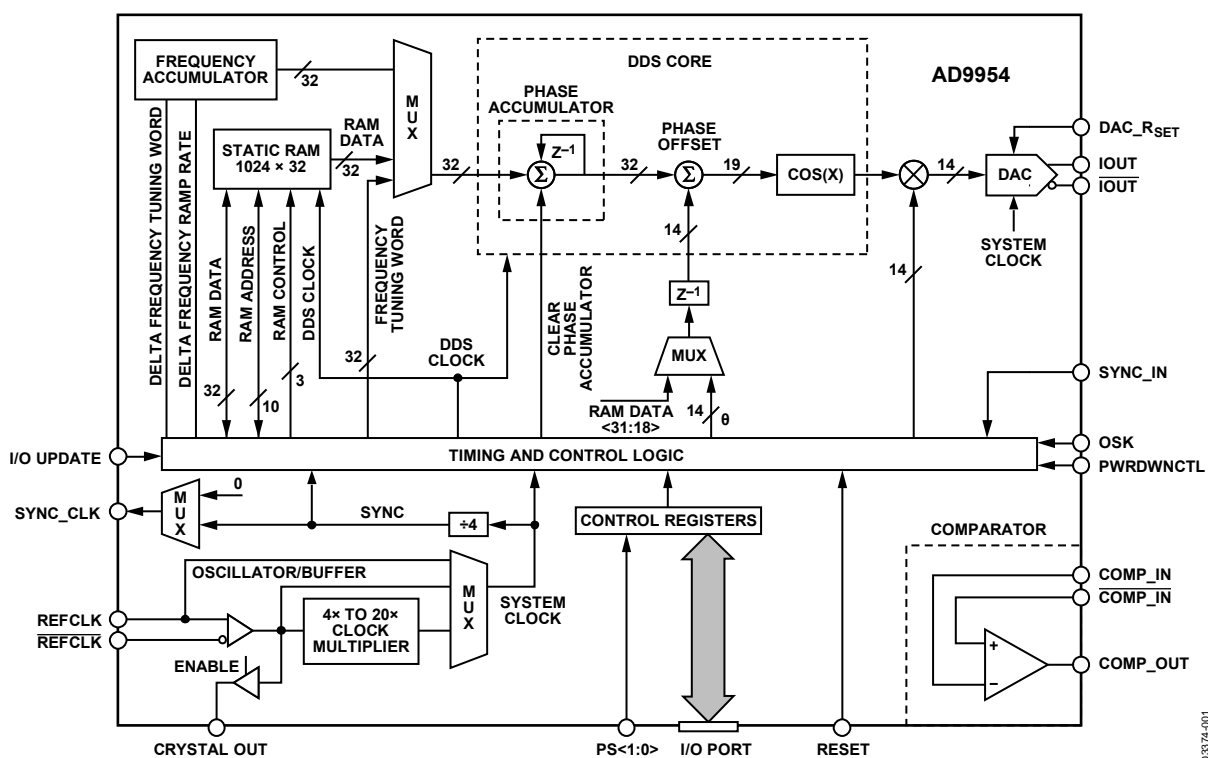 AD9954
DDS CORE
FREQUENCY
ACCUMULATOR
32
MUX
PHASE
ACCUMULATOR
Z–1
Σ
32
32
PHASE
OFFSET
Σ
19
COS(X)
14
DAC
DAC_RSET
IOUT
IOUT
SYSTEM
CLOCK
STATIC RAM
1024 × 32
RAM
DATA
32
DELTA FREQUENCY TUNING WORD
DELTA FREQUENCY RAMP RATE
RAM DATA
32
RAM ADDRESS
10
RAM CONTROL
3
DDS CLOCK
FREQUENCY
TUNING WORD
32
DDS
CLOCK
CLEAR
PHASE
ACCUMULATOR
14
Z–1
MUX
RAM DATA
<31:18>
14
θ
14
SYNC_IN
OSK
PWRDWNCTL
I/O UPDATE
TIMING AND CONTROL LOGIC
SYNC_CLK
MUX
0
SYNC
÷4
CONTROL REGISTERS
OSCILLATOR/BUFFER
REFCLK
REFCLK
4× TO 20×
CLOCK
MULTIPLIER
MUX
SYSTEM
CLOCK
ENABLE
COMPARATOR
COMP_IN
COMP_IN
+
–
COMP_OUT
CRYSTAL OUT
PS<1:0>
I/O PORT
RESET
03374-001